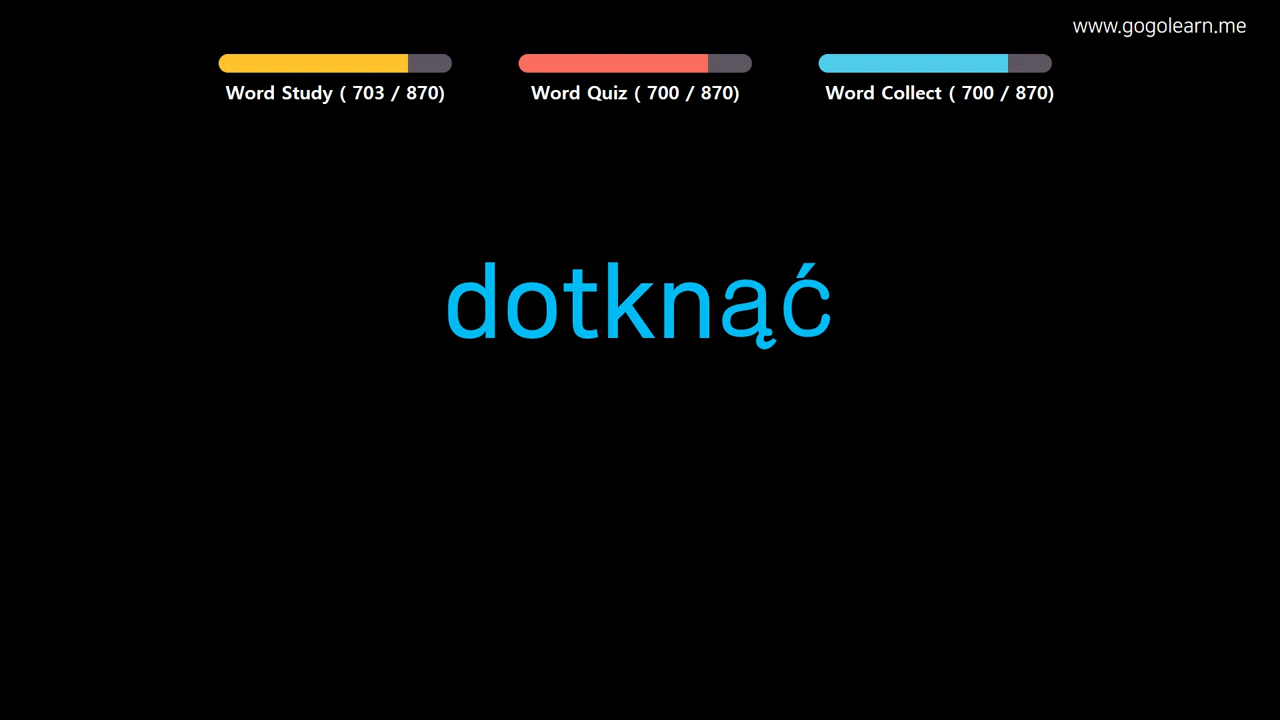 www.gogolearn.me
Word Study ( 703 / 870)
Word Quiz ( 700 / 870)
Word Collect ( 700 / 870)
dotknąć